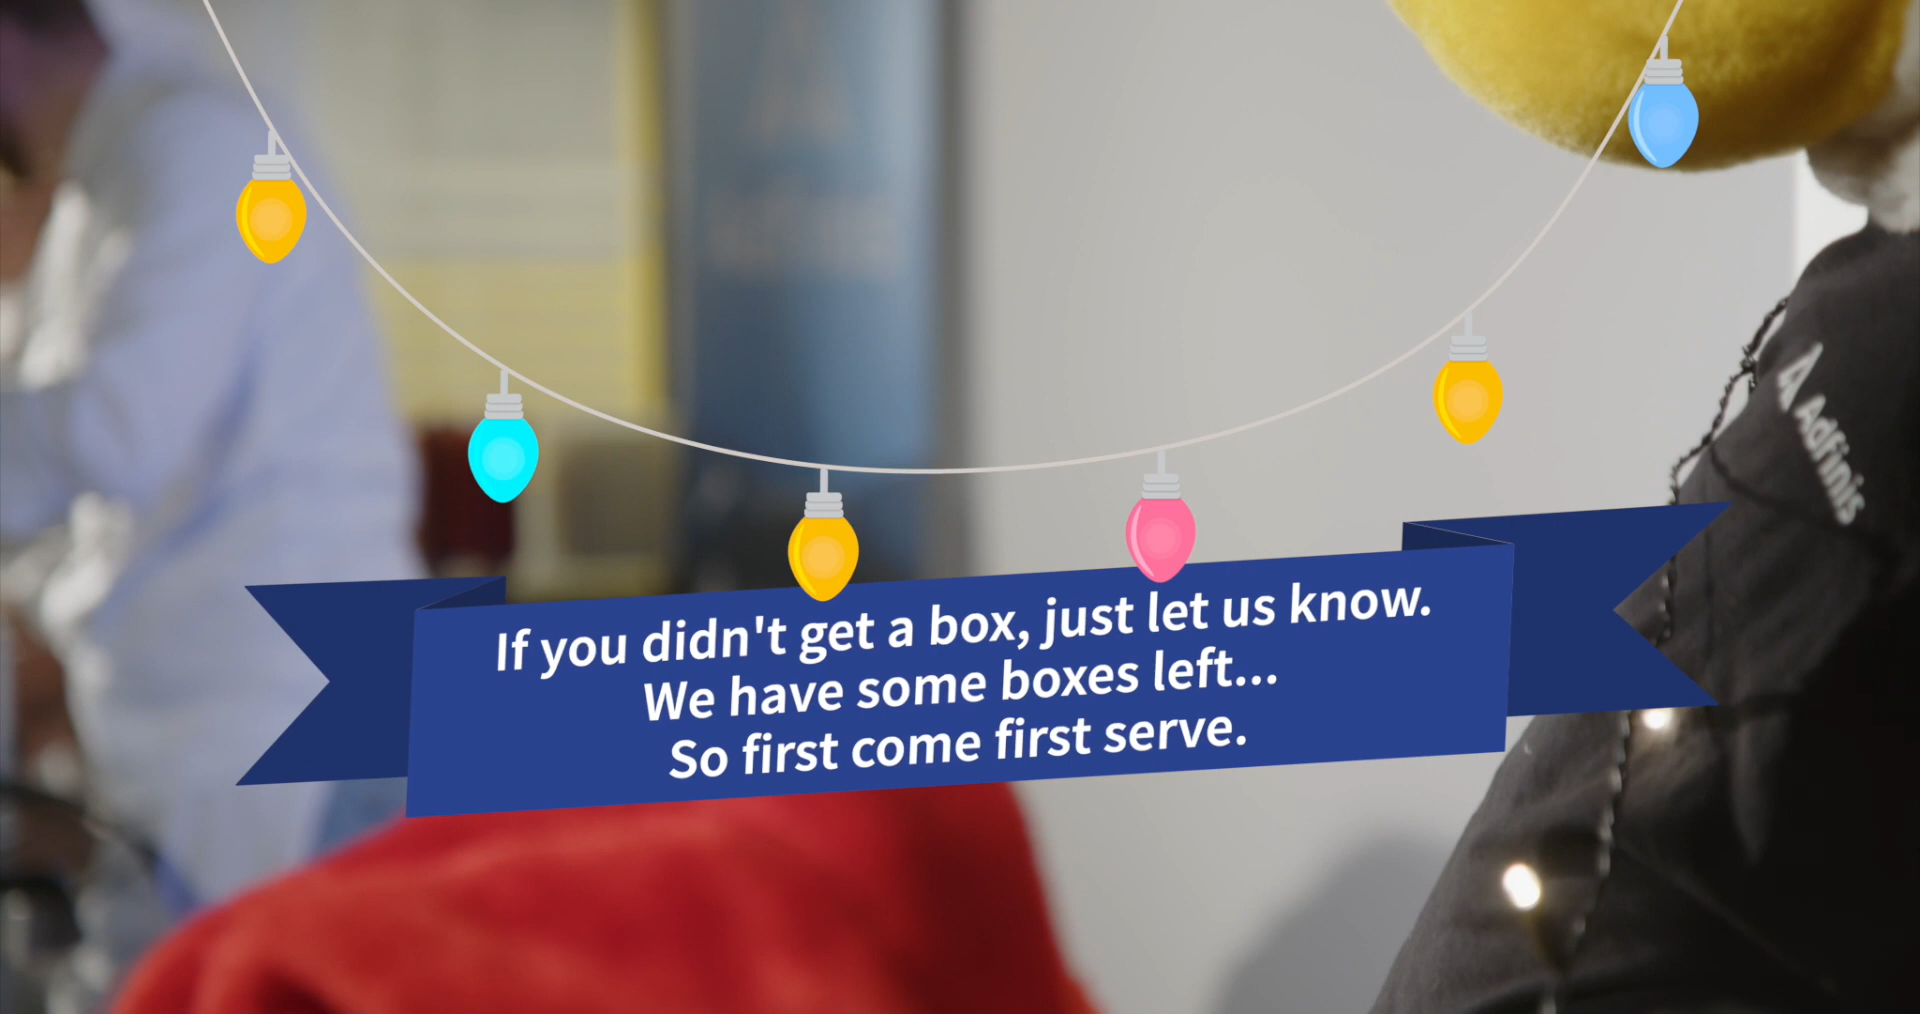 Adfinis
If you didn't get a box, just let us know.
We have some boxes left...
So first come first serve.